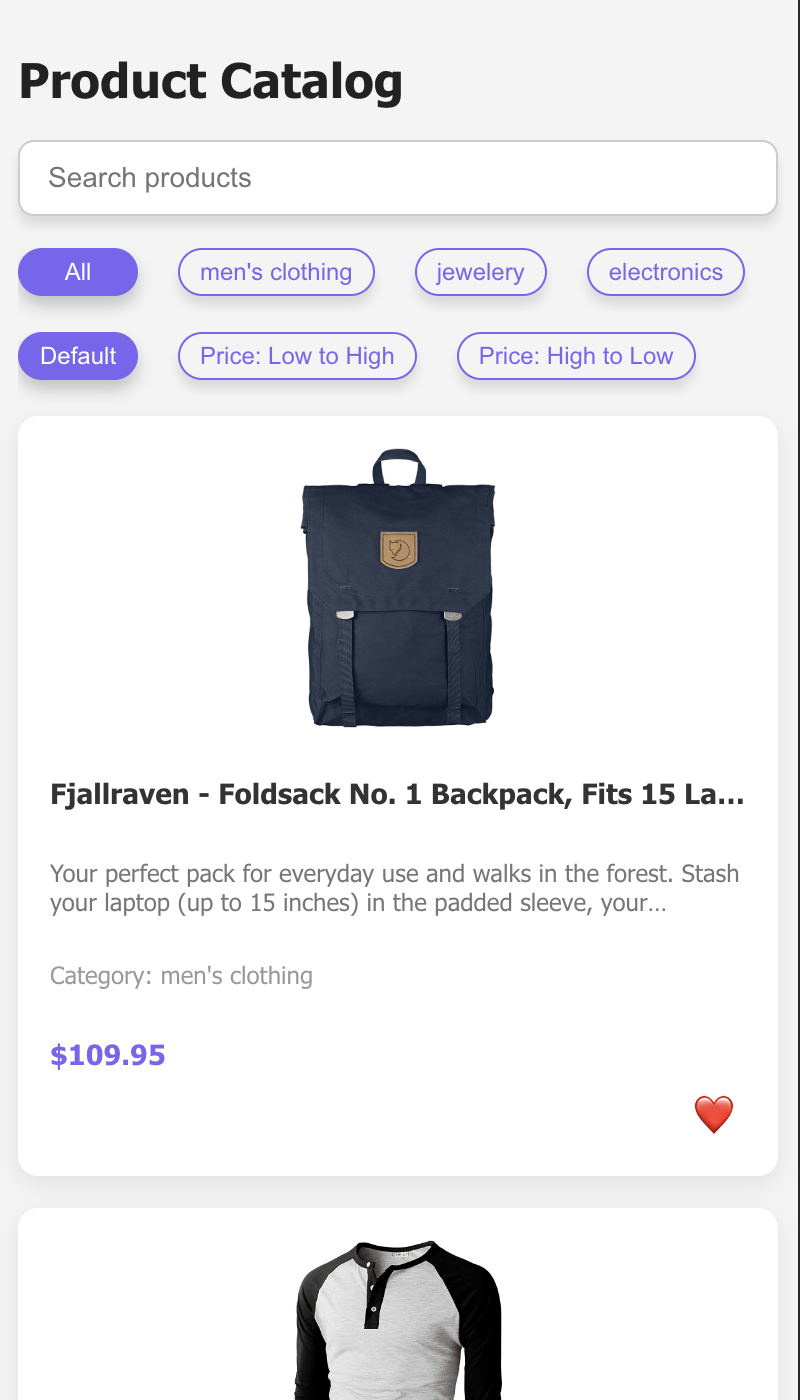 Product Catalog
Search products
All men's clothing jewelery electronics
Default Price: Low to High Price: High to Low
Fjallraven - Foldsack No. 1 Backpack, Fits 15 La...
Your perfect pack for everyday use and walks in the forest. Stash
your laptop (up to 15 inches) in the padded sleeve, your...
Category: men's clothing
$109.95